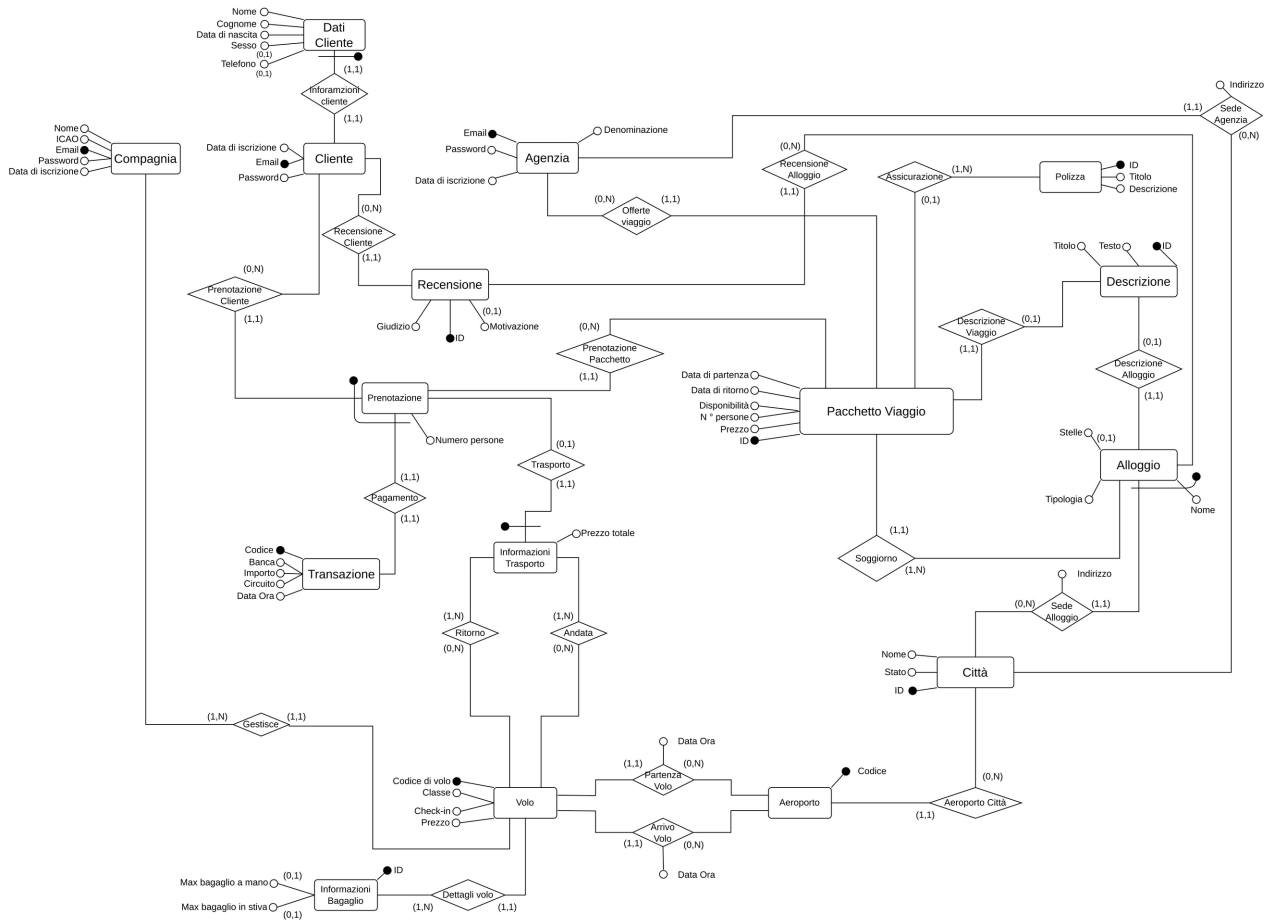 Nome
Cognome
Data di nascita
Sesso
(0,1)
Telefono
(0,1)
Dati
Cliente
(1,1)
Inforamzioni
cliente
(1,1)
Nome
ICAO
Email
Password
Data di iscrizione
Compagnia
Data di iscrizione
Email
Password
Cliente
(0,N)
Recensione
Cliente
(1,1)
Email
Password
Data di iscrizione
Agenzia
Denominazione
(0,N)
Offerte
viaggio
(1,1)
(0,N)
Recensione
Alloggio
(1,1)
Assicurazione
(1,N)
(0,1)
Polizza
ID
Titolo
Descrizione
Indirizzo
(1,1)
Sede
Agenzia
(0,N)
(0,N)
Prenotazione
Cliente
(1,1)
Recensione
Giudizio
ID
(0,1)
Motivazione
(0,N)
Prenotazione
Pacchetto
(1,1)
Titolo
Testo
ID
Descrizione
Descrizione
Viaggio
(0,1)
(1,1)
(0,1)
Descrizione
Alloggio
(1,1)
Data di partenza
Data di ritorno
Disponibilità
N ° persone
Prezzo
ID
Pacchetto Viaggio
Prenotazione
Numero persone
(0,1)
Trasporto
(1,1)
(1,1)
Pagamento
(1,1)
Stelle
(0,1)
Alloggio
Tipologia
Nome
Codice
Banca
Importo
Circuito
Data Ora
Transazione
Informazioni
Trasporto
Prezzo totale
(1,1)
Soggiorno
(1,N)
Indirizzo
(0,N)
Sede
Alloggio
(1,1)
(1,N)
Ritorno
(0,N)
(1,N)
Andata
(0,N)
Nome
Stato
ID
Città
(1,N)
Gestisce
(1,1)
Codice di volo
Classe
Check-in
Prezzo
Volo
Data Ora
(1,1)
Partenza
Volo
(0,N)
Arrivo
Volo
(1,1)
(0,N)
Data Ora
Aeroporto
Codice
(0,N)
Aeroporto Città
(1,1)
Max bagaglio a mano
(0,1)
Max bagaglio in stiva
(0,1)
Informazioni
Bagaglio
ID
(1,N)
Dettagli volo
(1,1)